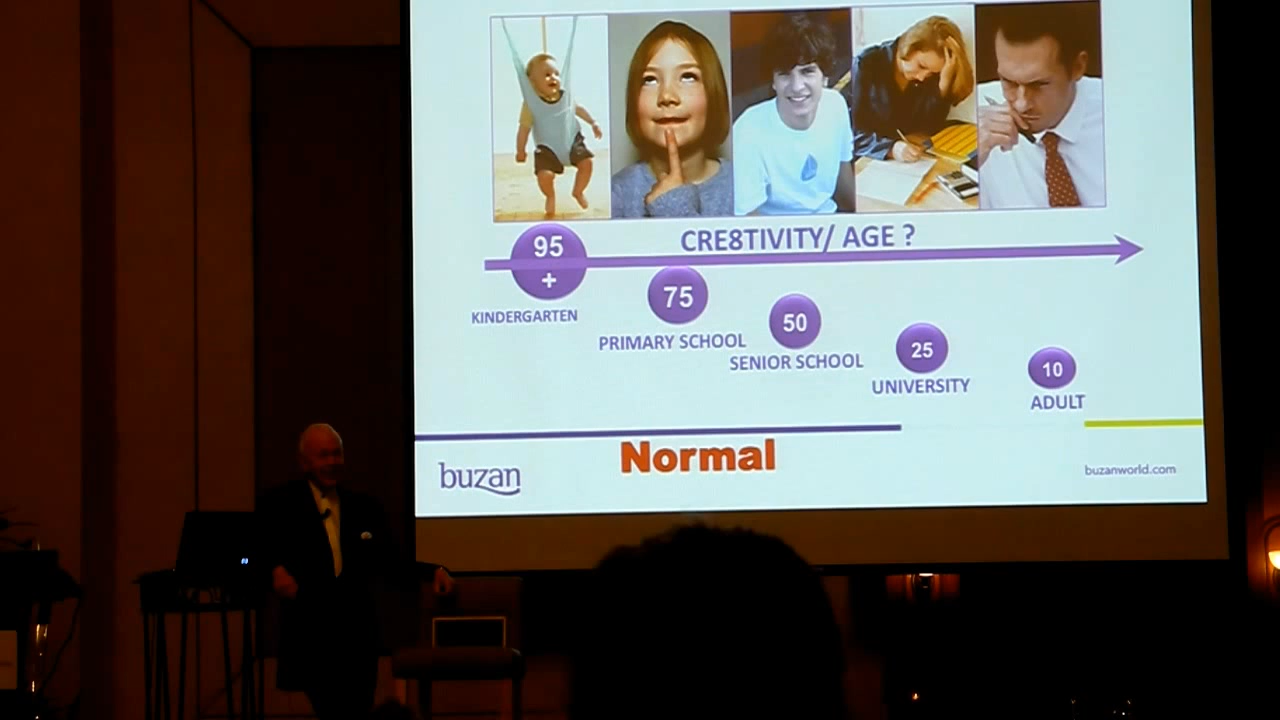 CRE8TIVITY/ AGE ?
95
+
KINDERGARTEN
75
PRIMARY SCHOOL
50
SENIOR SCHOOL
25
UNIVERSITY
10
ADULT
Normal
buzan
buzanworld.com